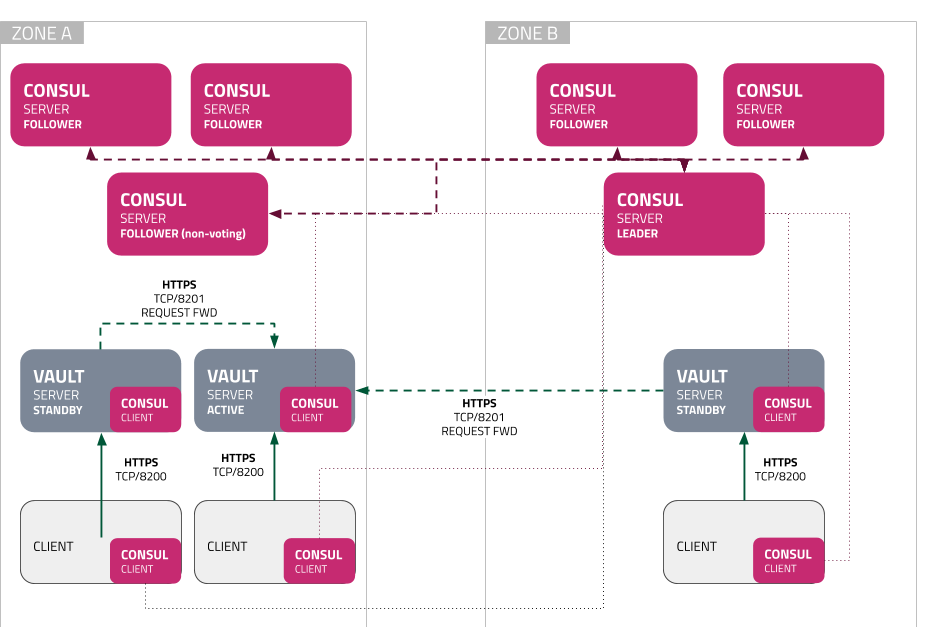 ZONE A
ZONE B
CONSUL
SERVER
FOLLOWER
CONSUL
SERVER
FOLLOWER
CONSUL
SERVER
FOLLOWER
CONSUL
SERVER
FOLLOWER
CONSUL
SERVER
FOLLOWER (non-voting)
CONSUL
SERVER
LEADER
HTTPS
TCP/8201
REQUEST FWD
VAULT
SERVER
STANDBY
CONSUL
CLIENT
VAULT
SERVER
ACTIVE
CONSUL
CLIENT
HTTPS
TCP/8201
REQUEST FWD
VAULT
SERVER
STANDBY
CONSUL
CLIENT
HTTPS
TCP/8200
HTTPS
TCP/8200
HTTPS
TCP/8200
CLIENT
CONSUL
CLIENT
CLIENT
CONSUL
CLIENT
CLIENT
CONSUL
CLIENT